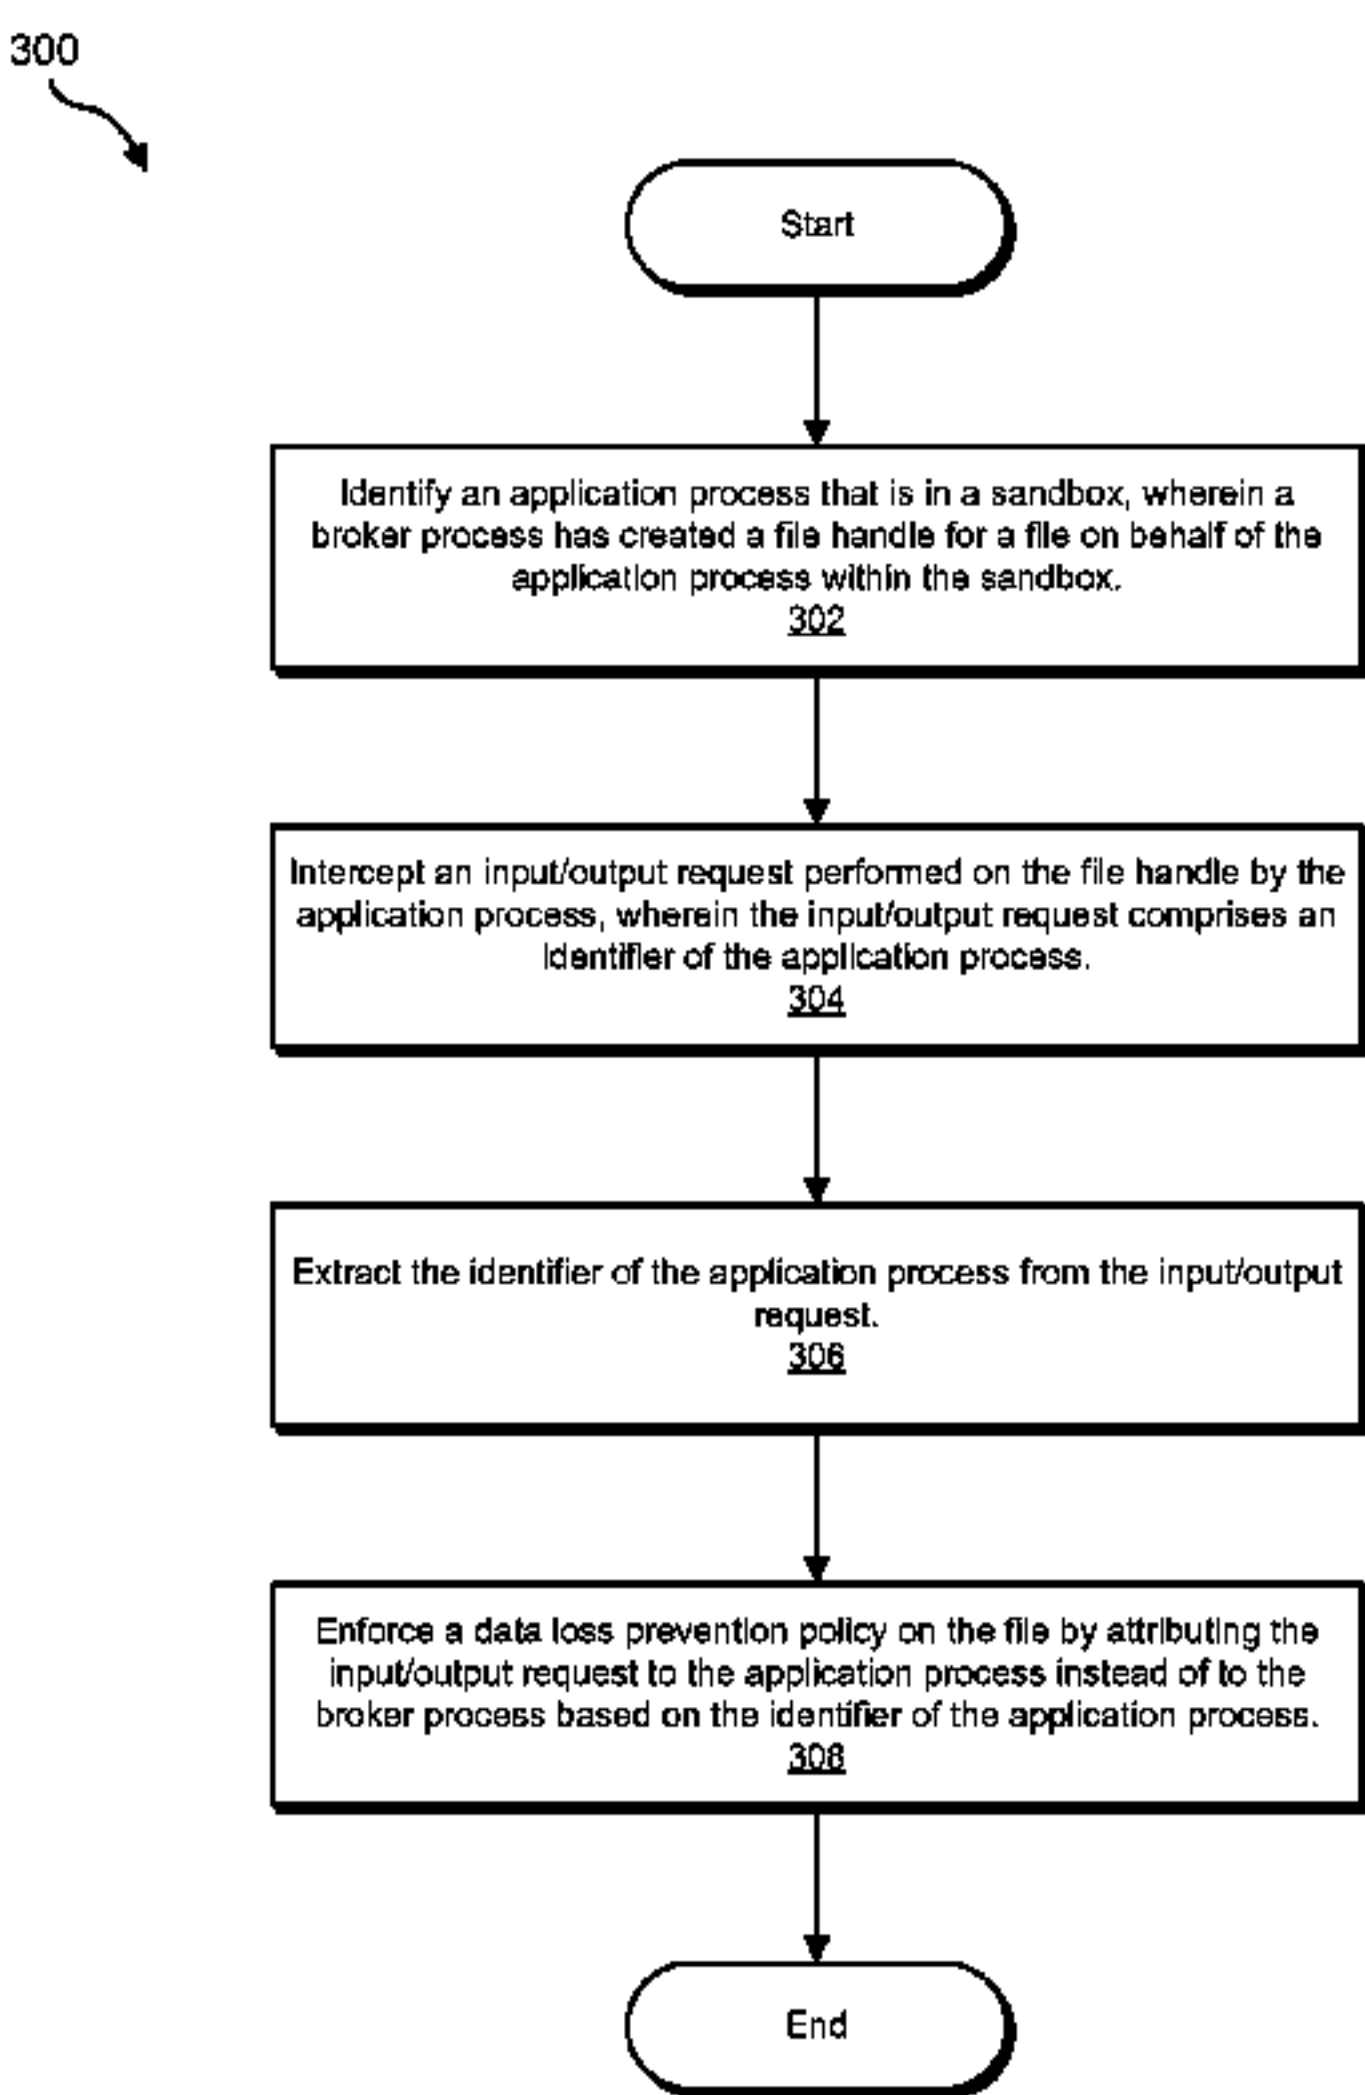 300
Start
Identify an application process that is in a sandbox, wherein a
broker process has created a file handle for a file on behalf of the
application process within the sandbox.
302
Intercept an input/output request performed on the file handle by the
application process, wherein the input/output request comprises an
identifier of the application process.
304
Extract the identifier of the application process from the input/output
request.
306
Enforce a data loss prevention policy on the file by attributing the
input/output request to the application process instead of to the
broker process based on the identifier of the application process.
308
End